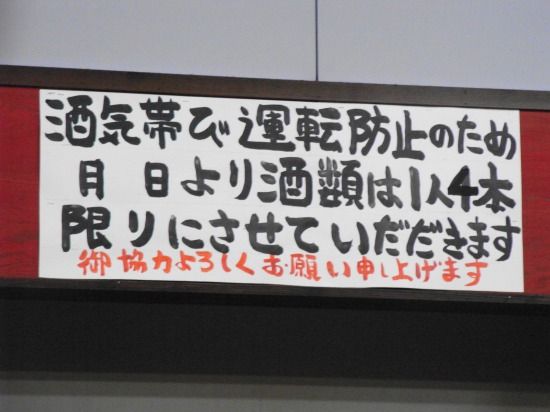 酒気帯び運転防止のため
月 日より酒類は1人4本
限りにさせていだだきます
御協力よろしくお願い申し上げます